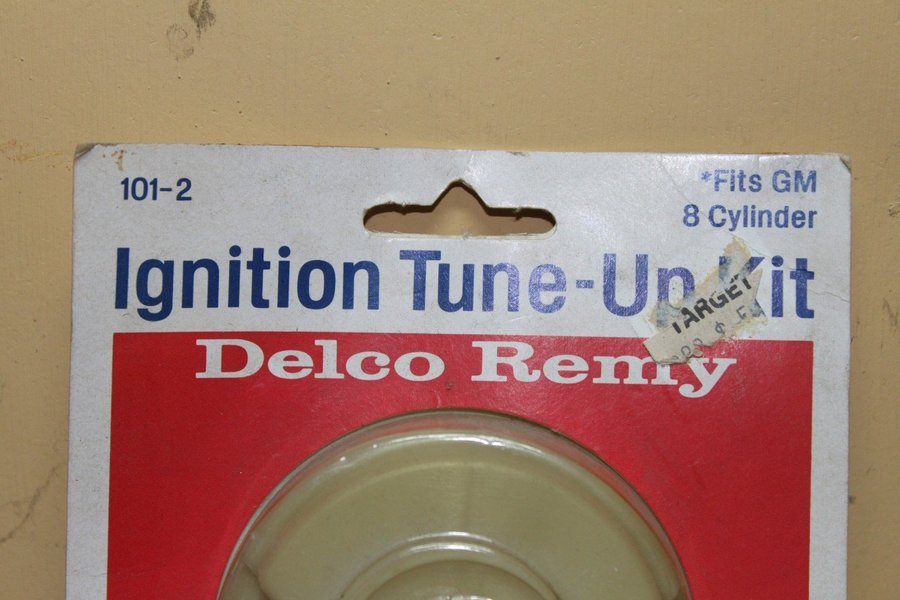 101-2
*Fits GM
8 Cylinder
Ignition Tune-Up Kit
TARGET
Delco Remy